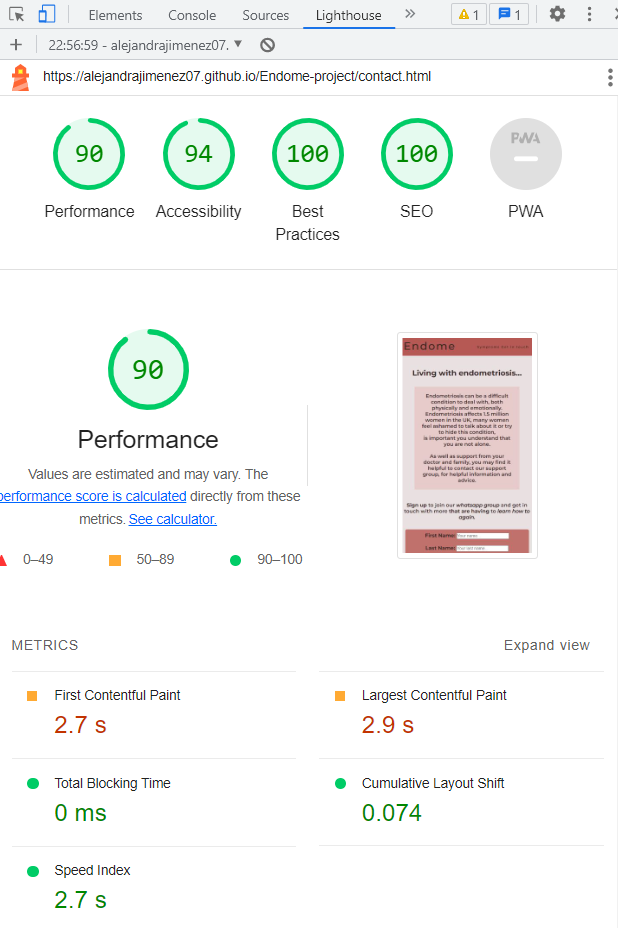 Elements Console Sources Lighthouse 1 1
22:56:59 - alejandrajimenez07.
https://alejandrajimenez07.github.io/Endome-project/contact.html
90 94 100 100 PWA
Performance Accessibility Best Practices SEO PWA
90
Performance
Values are estimated and may vary. The
performance score is calculated directly from these
metrics. See calculator.
0–49 50–89 90–100
Endome
Living with endometriosis...
Endometriosis can be a difficult
condition to deal with, both
physically and emotionally.
Endometriosis affects 1.5 million
women in the UK, many women
feel ashamed to talk about it or try
to hide this condition,
is important you understand that
you are not alone.
As well as support from your
doctor and family, you may find it
helpful to contact our support
group, for helpful information and
advice.
Sign up to join our whatsapp group and get in
touch with more that are having to learn how to
again.
First Name:
Last Name:
METRICS Expand view
First Contentful Paint
2.7 s
Largest Contentful Paint
2.9 s
Total Blocking Time
0 ms
Cumulative Layout Shift
0.074
Speed Index
2.7 s